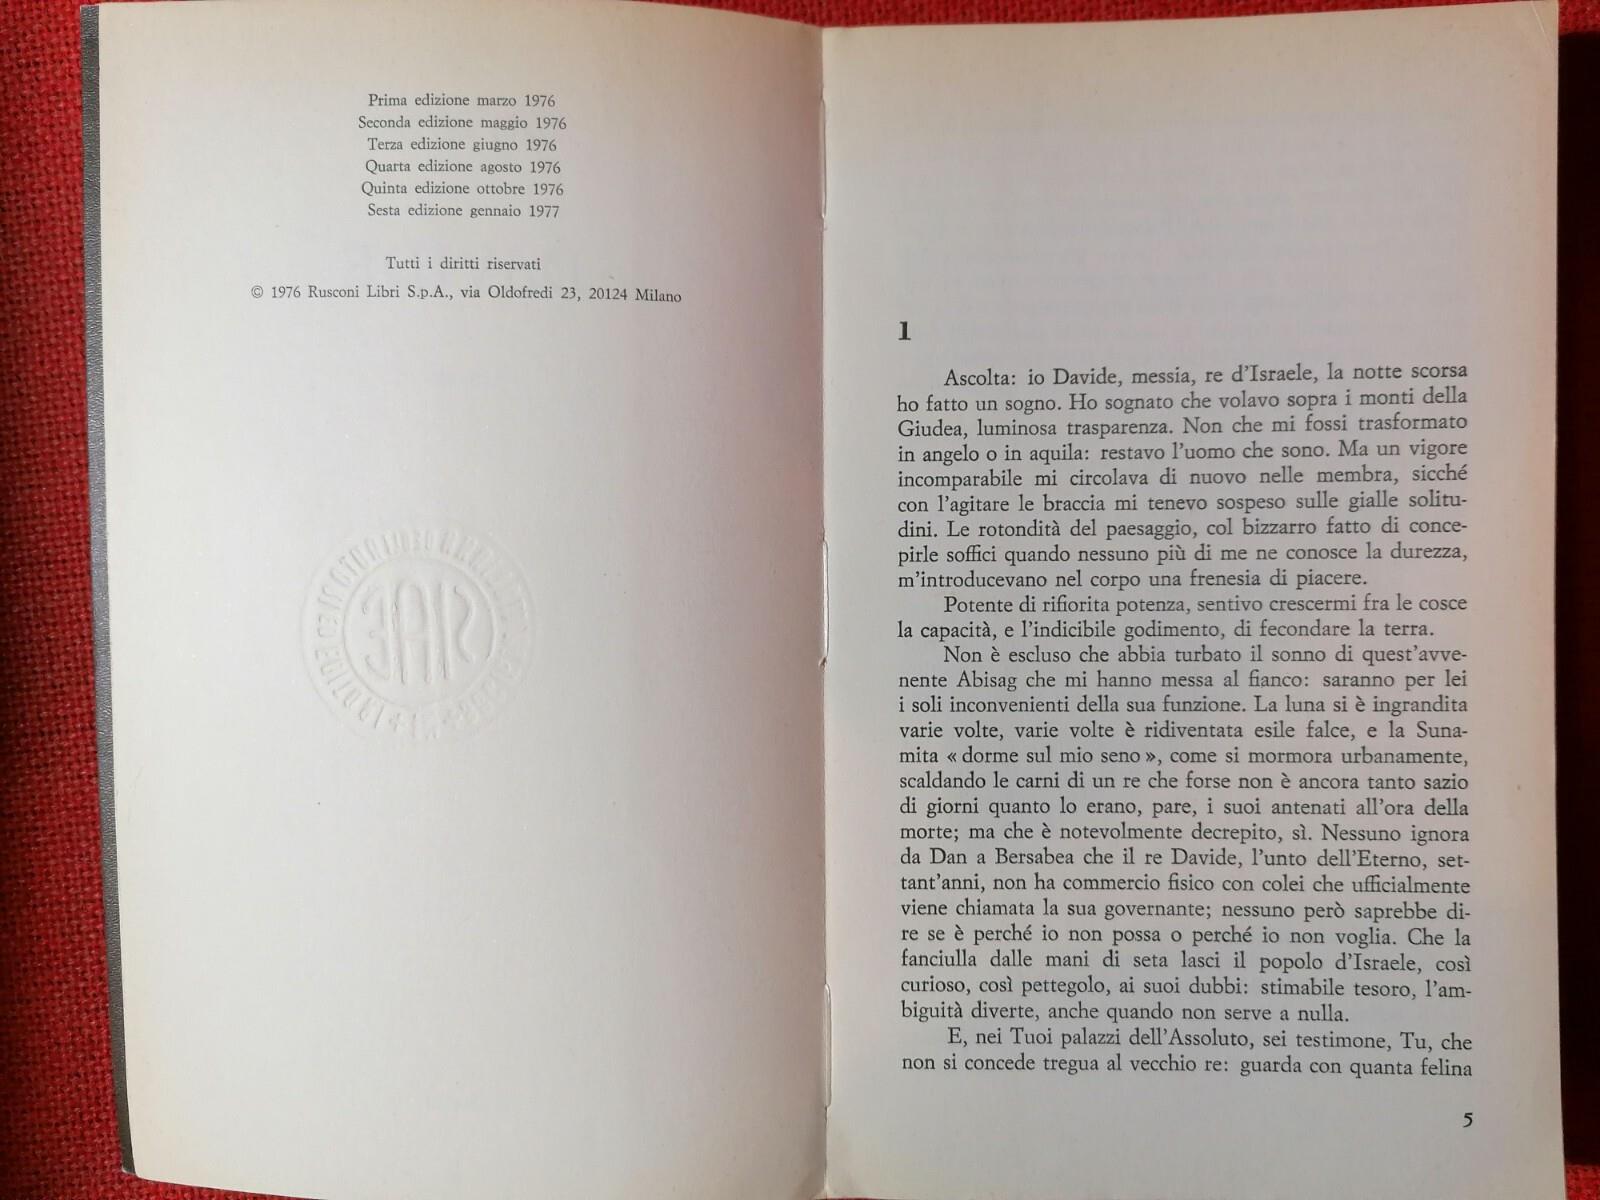 Prima edizione marzo 1976
Seconda edizione maggio 1976
Terza edizione giugno 1976
Quarta edizione agosto 1976
Quinta edizione ottobre 1976
Sesta edizione gennaio 1977
Tutti i diritti riservati
© 1976 Rusconi Libri S.p.A., via Oldofredi 23, 20124 Milano
SIAE
1
Ascolta: io Davide, messia, re d'Israele, la notte scorsa
ho fatto un sogno. Ho sognato che volavo sopra i monti della
Giudea, luminosa trasparenza. Non che mi fossi trasformato
in angelo o in aquila: restavo l'uomo che sono. Ma un vigore
incomparabile mi circolava di nuovo nelle membra, sicché
con l'agitare le braccia mi tenevo sospeso sulle gialle solitu-
dini. Le rotondità del paesaggio, col bizzarro fatto di conce-
pirle soffici quando nessuno più di me ne conosce la durezza,
m'introducevano nel corpo una frenesia di piacere.
Potente di rifiorita potenza, sentivo crescermi fra le cosce
la capacità, e l'indicibile godimento, di fecondare la terra.
Non è escluso che abbia turbato il sonno di quest'avve-
nente Abisag che mi hanno messa al fianco: saranno per lei
i soli inconvenienti della sua funzione. La luna si è ingrandita
varie volte, varie volte è ridiventata esile falce, e la Suna-
mita « dorme sul mio seno », come si mormora urbanamente,
scaldando le carni di un re che forse non è ancora tanto sazio
di giorni quanto lo erano, pare, i suoi antenati all'ora della
morte; ma che è notevolmente decrepito, sì. Nessuno ignora
da Dan a Bersabea che il re Davide, l'unto dell'Eterno, set-
tant'anni, non ha commercio fisico con colei che ufficialmente
viene chiamata la sua governante; nessuno però saprebbe di-
re se è perché io non possa o perché io non voglia. Che la
fanciulla dalle mani di seta lasci il popolo d'Israele, così
curioso, così pettegolo, ai suoi dubbi: stimabile tesoro, l'am-
biguità diverte, anche quando non serve a nulla.
E, nei Tuoi palazzi dell'Assoluto, sei testimone, Tu, che
non si concede tregua al vecchio re: guarda con quanta felina
5